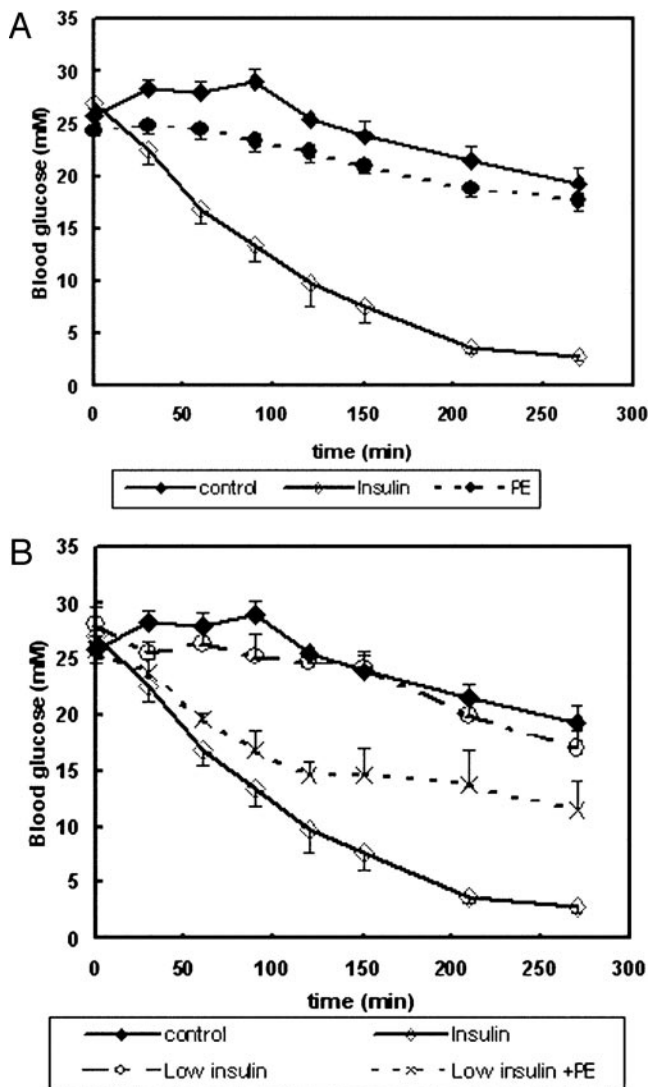 A
35
30
25
20
15
10
5
0
Blood glucose (mM)
0 50 100 150 200 250 300
time (min)
control Insulin PE
B
35
30
25
20
15
10
5
0
Blood glucose (mM)
0 50 100 150 200 250 300
time (min)
control Insulin
Low insulin Low insulin +PE